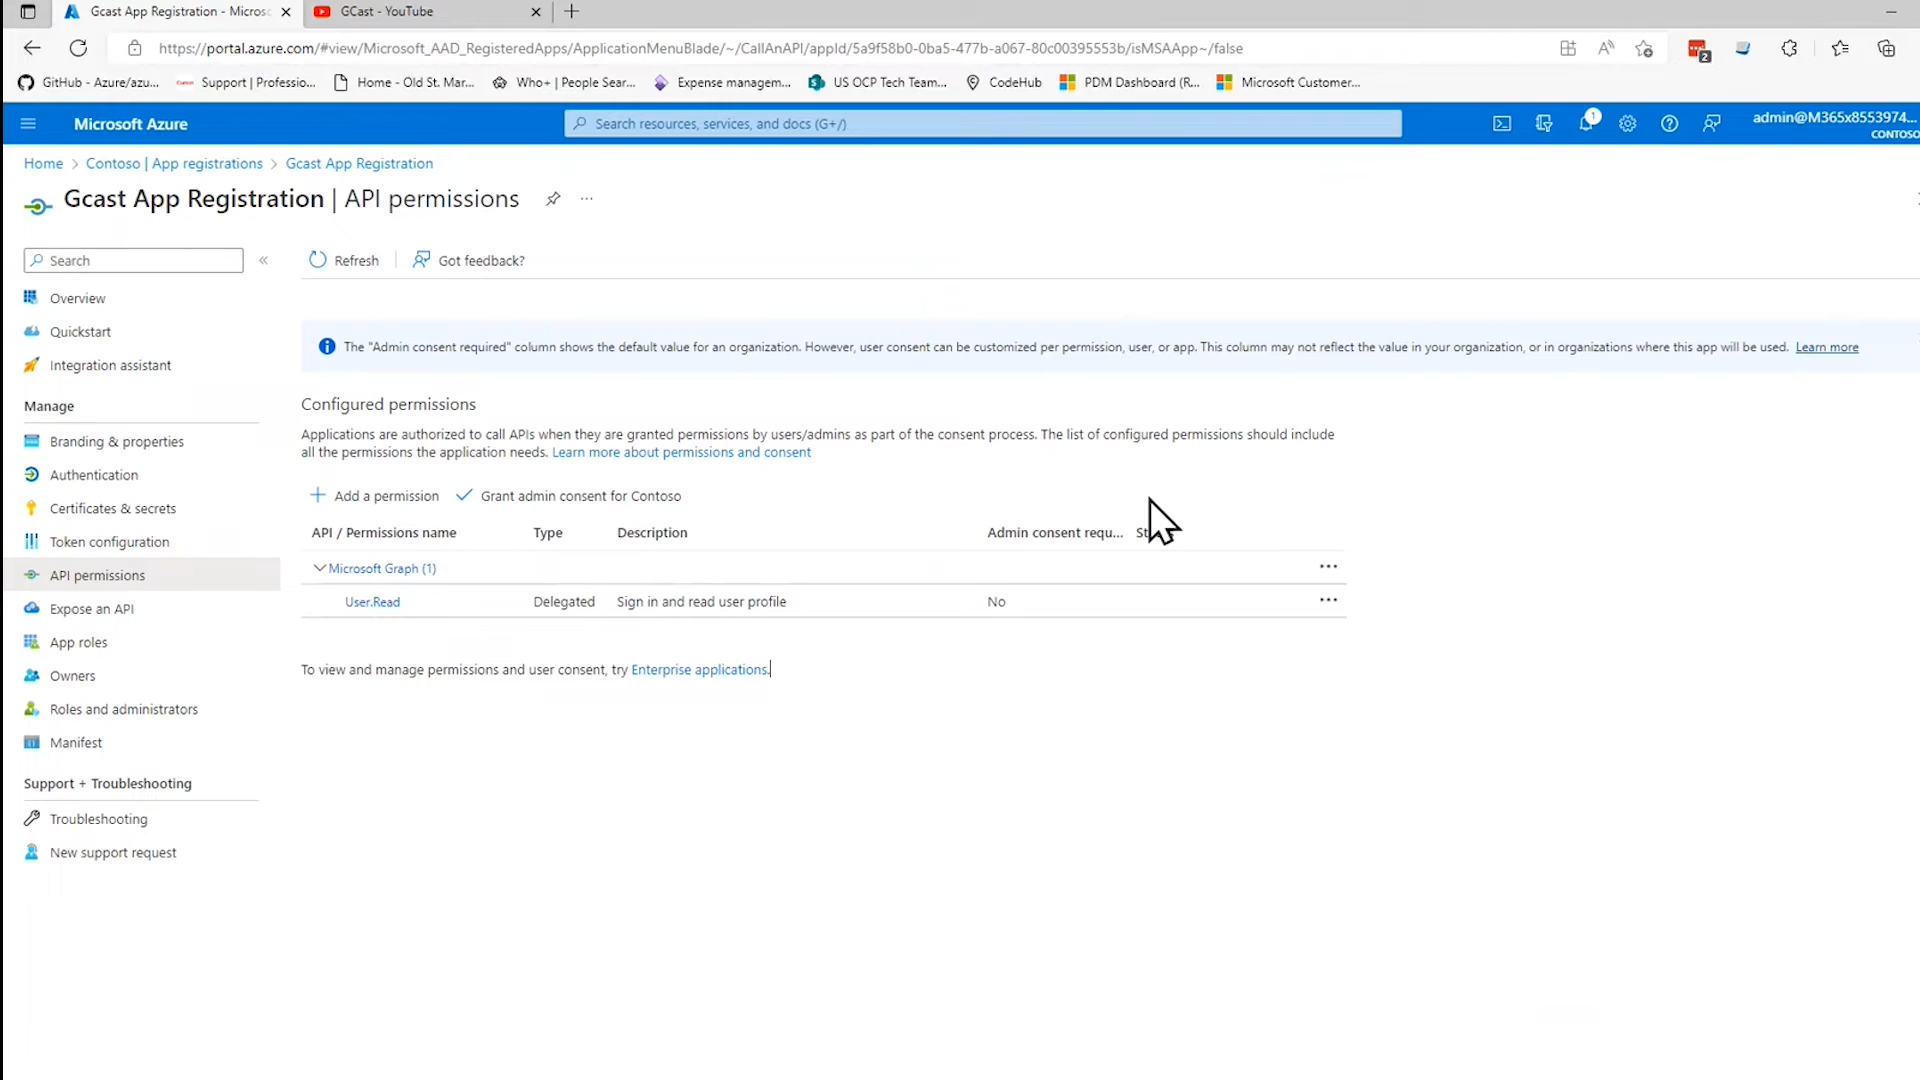 Gcast App Registration - Micros
GCast - YouTube
https://portal.azure.com/#view/Microsoft_AAD_RegisteredApps/ApplicationMenuBlade/~/CallAnAPI/appId/5a9f58b0-0ba5-477b-a067-80c00395553b/isMSAApp~/false
2
GitHub - Azure/azu...
Support | Professio...
Home - Old St. Mar...
Who+ | People Sear...
Expense managem...
US OCP Tech Team...
CodeHub
PDM Dashboard (R...
Microsoft Customer...
Microsoft Azure
Search resources, services, and docs (G+/)
1
admin@M365x8553974...
CONTOSO
Home > Contoso | App registrations > Gcast App Registration
Gcast App Registration | API permissions
Search
Refresh
Got feedback?
Overview
Quickstart
Integration assistant
Manage
Branding & properties
Authentication
Certificates & secrets
Token configuration
API permissions
Expose an API
App roles
Owners
Roles and administrators
Manifest
Support + Troubleshooting
Troubleshooting
New support request
The "Admin consent required" column shows the default value for an organization. However, user consent can be customized per permission, user, or app. This column may not reflect the value in your organization, or in organizations where this app will be used. Learn more
Configured permissions
Applications are authorized to call APIs when they are granted permissions by users/admins as part of the consent process. The list of configured permissions should include
all the permissions the application needs. Learn more about permissions and consent
Add a permission
Grant admin consent for Contoso
API / Permissions name Type Description Admin consent requ...
Microsoft Graph (1)
User.Read Delegated Sign in and read user profile No
To view and manage permissions and user consent, try Enterprise applications.